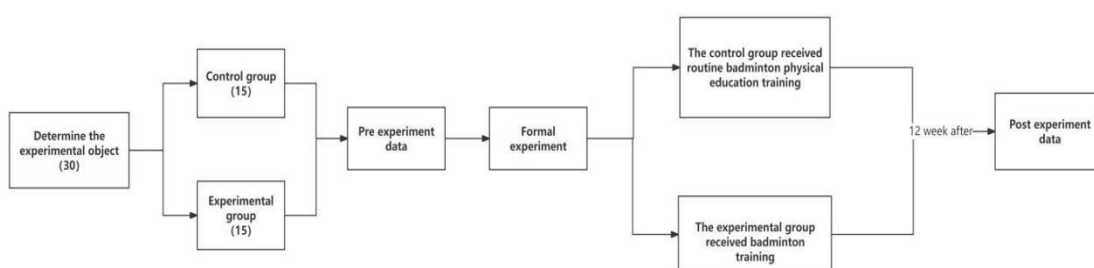 Determine the
experimental object
(30)
Control group
(15)
Experimental
group
(15)
Pre experiment
data
Formal
experiment
The control group received
routine badminton physical
education training
The experimental group
received badminton
training
12 week after
Post experiment
data